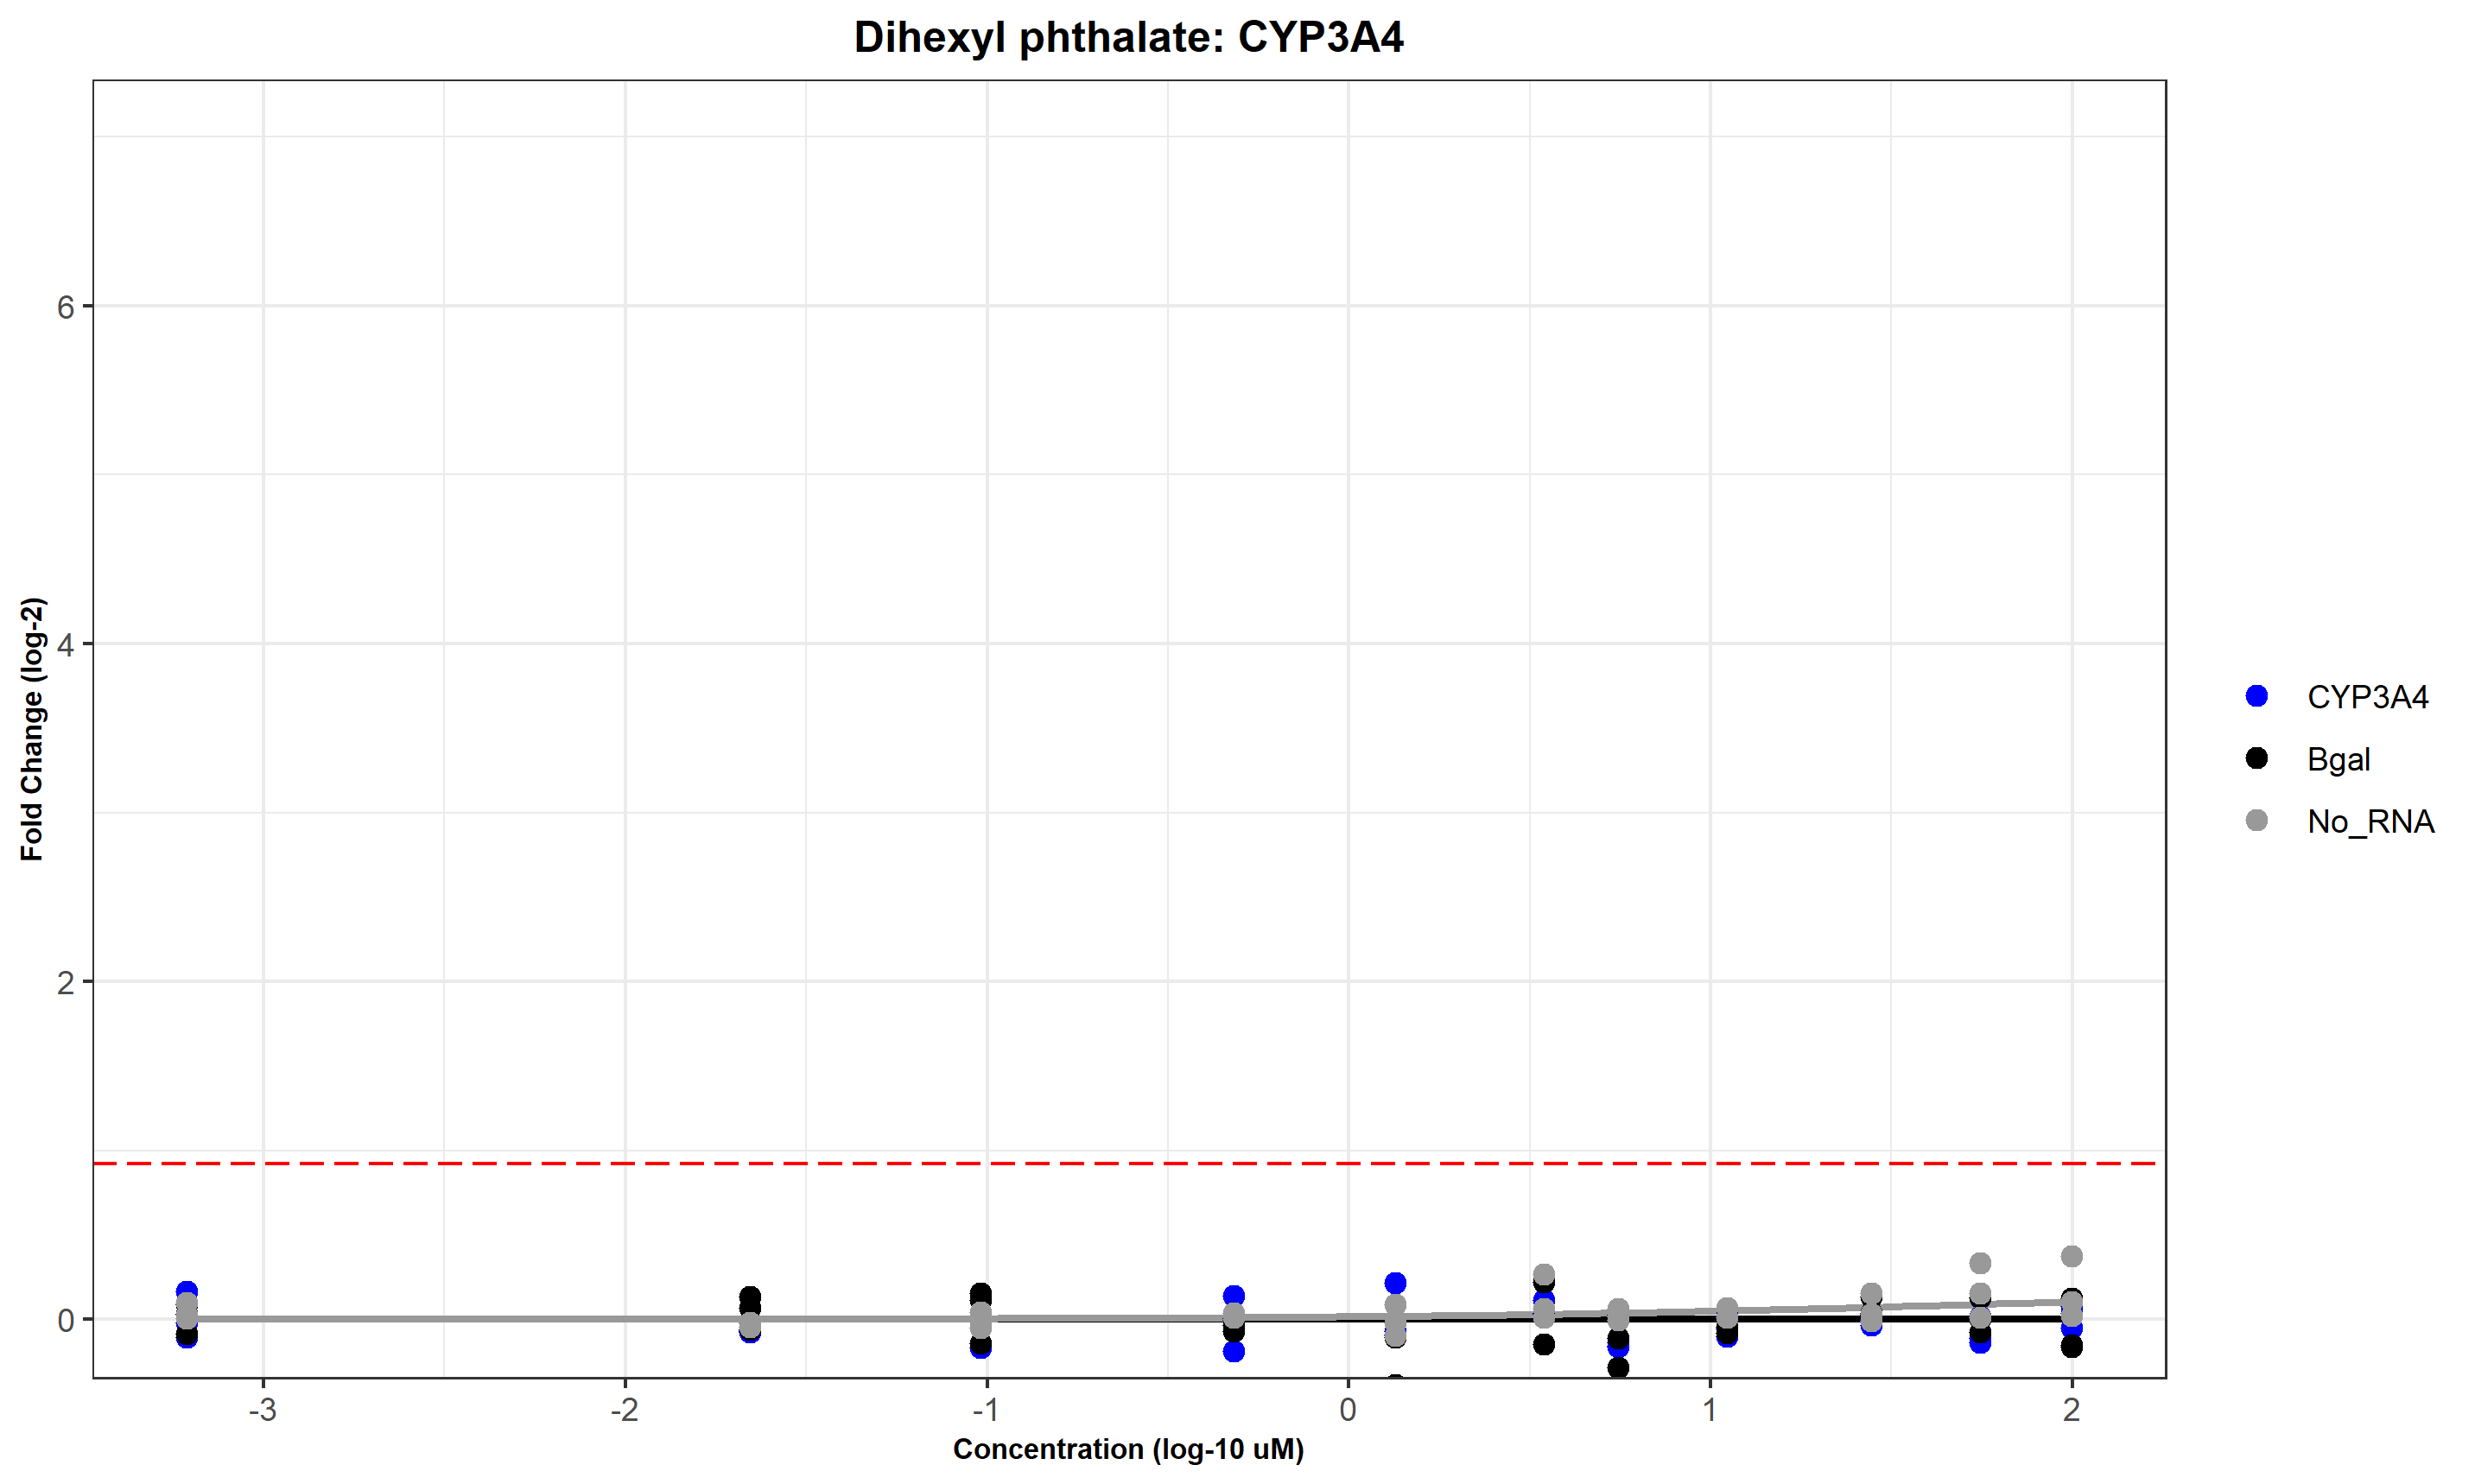 Dihexyl phthalate: CYP3A4
Fold Change (log-2)
6
4
2
0
-3
-2
-1
0
1
2
Concentration (log-10 uM)
CYP3A4
Bgal
No_RNA